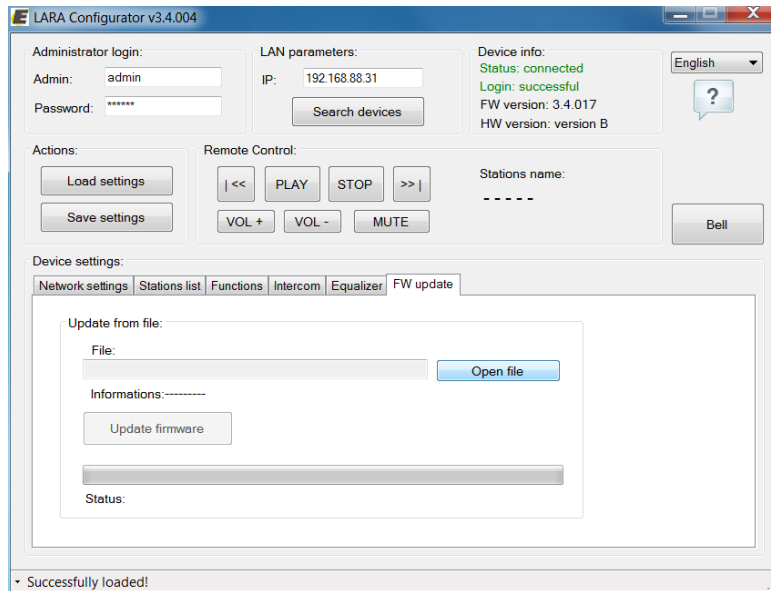 LARA Configurator v3.4.004
Administrator login:
Admin:
admin
Password:
******
LAN parameters:
IP:
192.168.88.31
Search devices
Device info:
Status: connected
Login: successful
FW version: 3.4.017
HW version: version B
English
?
Actions:
Load settings
Save settings
Remote Control:
|<<
PLAY
STOP
>>|
VOL +
VOL -
MUTE
Stations name:
-----
Bell
Device settings:
Network settings
Stations list
Functions
Intercom
Equalizer
FW update
Update from file:
File:
Open file
Informations:---------
Update firmware
Status:
Successfully loaded!